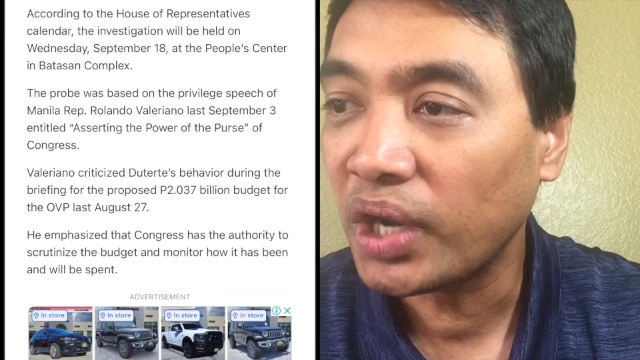 According to the House of Representatives
calendar, the investigation will be held on
Wednesday, September 18, at the People's Center
in Batasan Complex.
The probe was based on the privilege speech of
Manila Rep. Rolando Valeriano last September 3
entitled “Asserting the Power of the Purse” of
Congress.
Valeriano criticized Duterte's behavior during the
briefing for the proposed P2.037 billion budget for
the OVP last August 27.
He emphasized that Congress has the authority to
scrutinize the budget and monitor how it has been
and will be spent.
ADVERTISEMENT
In store In store In store In store